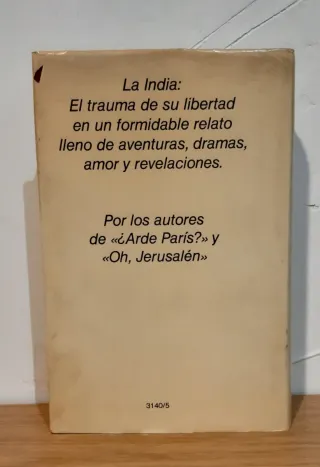 La India:
El trauma de su libertad
en un formidable relato
lleno de aventuras, dramas,
amor y revelaciones.
Por los autores
de «¿Arde París?» y
«Oh, Jerusalén»
3140/5